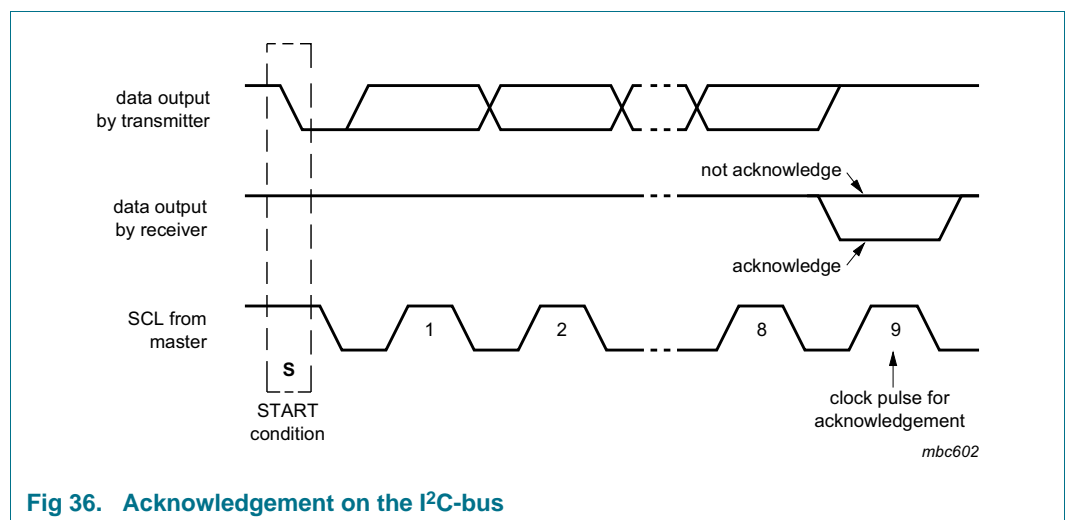 data output
by transmitter
not acknowledge
data output
by receiver
acknowledge
SCL from
master
1
2
8
9
S
START
condition
clock pulse for
acknowledgement
mbc602
Fig 36. Acknowledgement on the I²C-bus